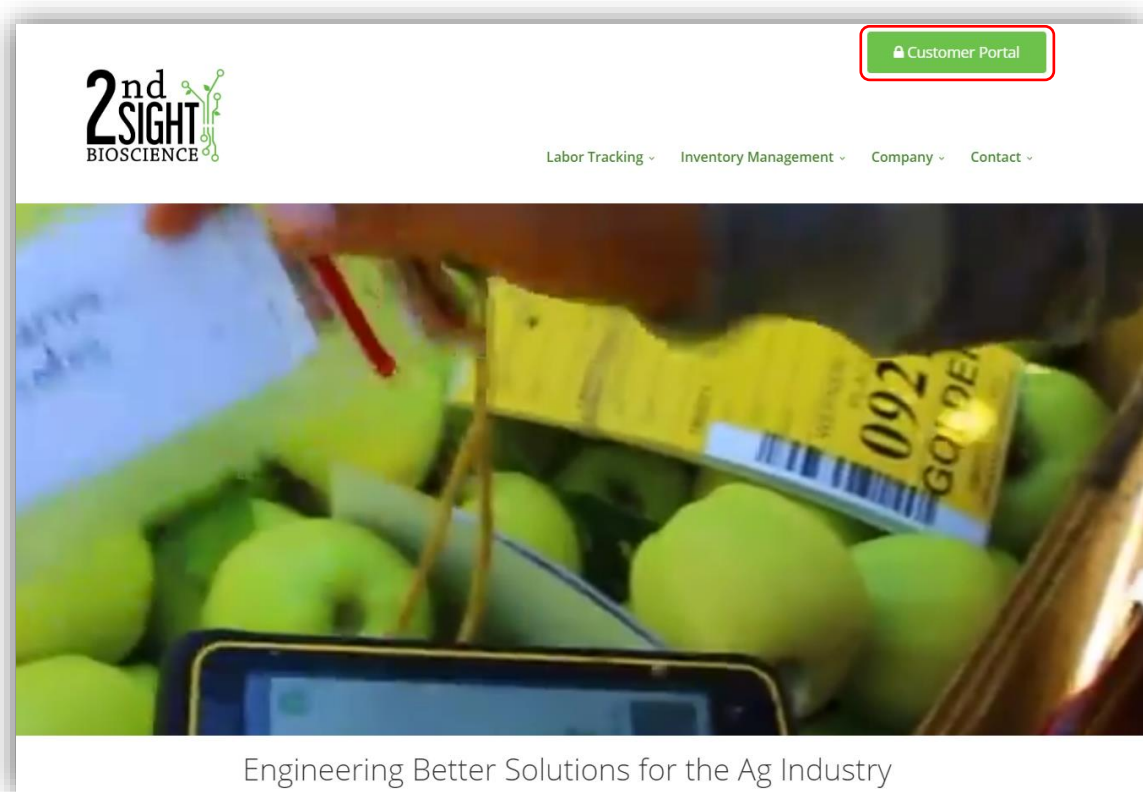 Customer Portal
2nd
SIGHT
BIOSCIENCE
Labor Tracking Inventory Management Company Contact
092
GOLDE
Engineering Better Solutions for the Ag Industry